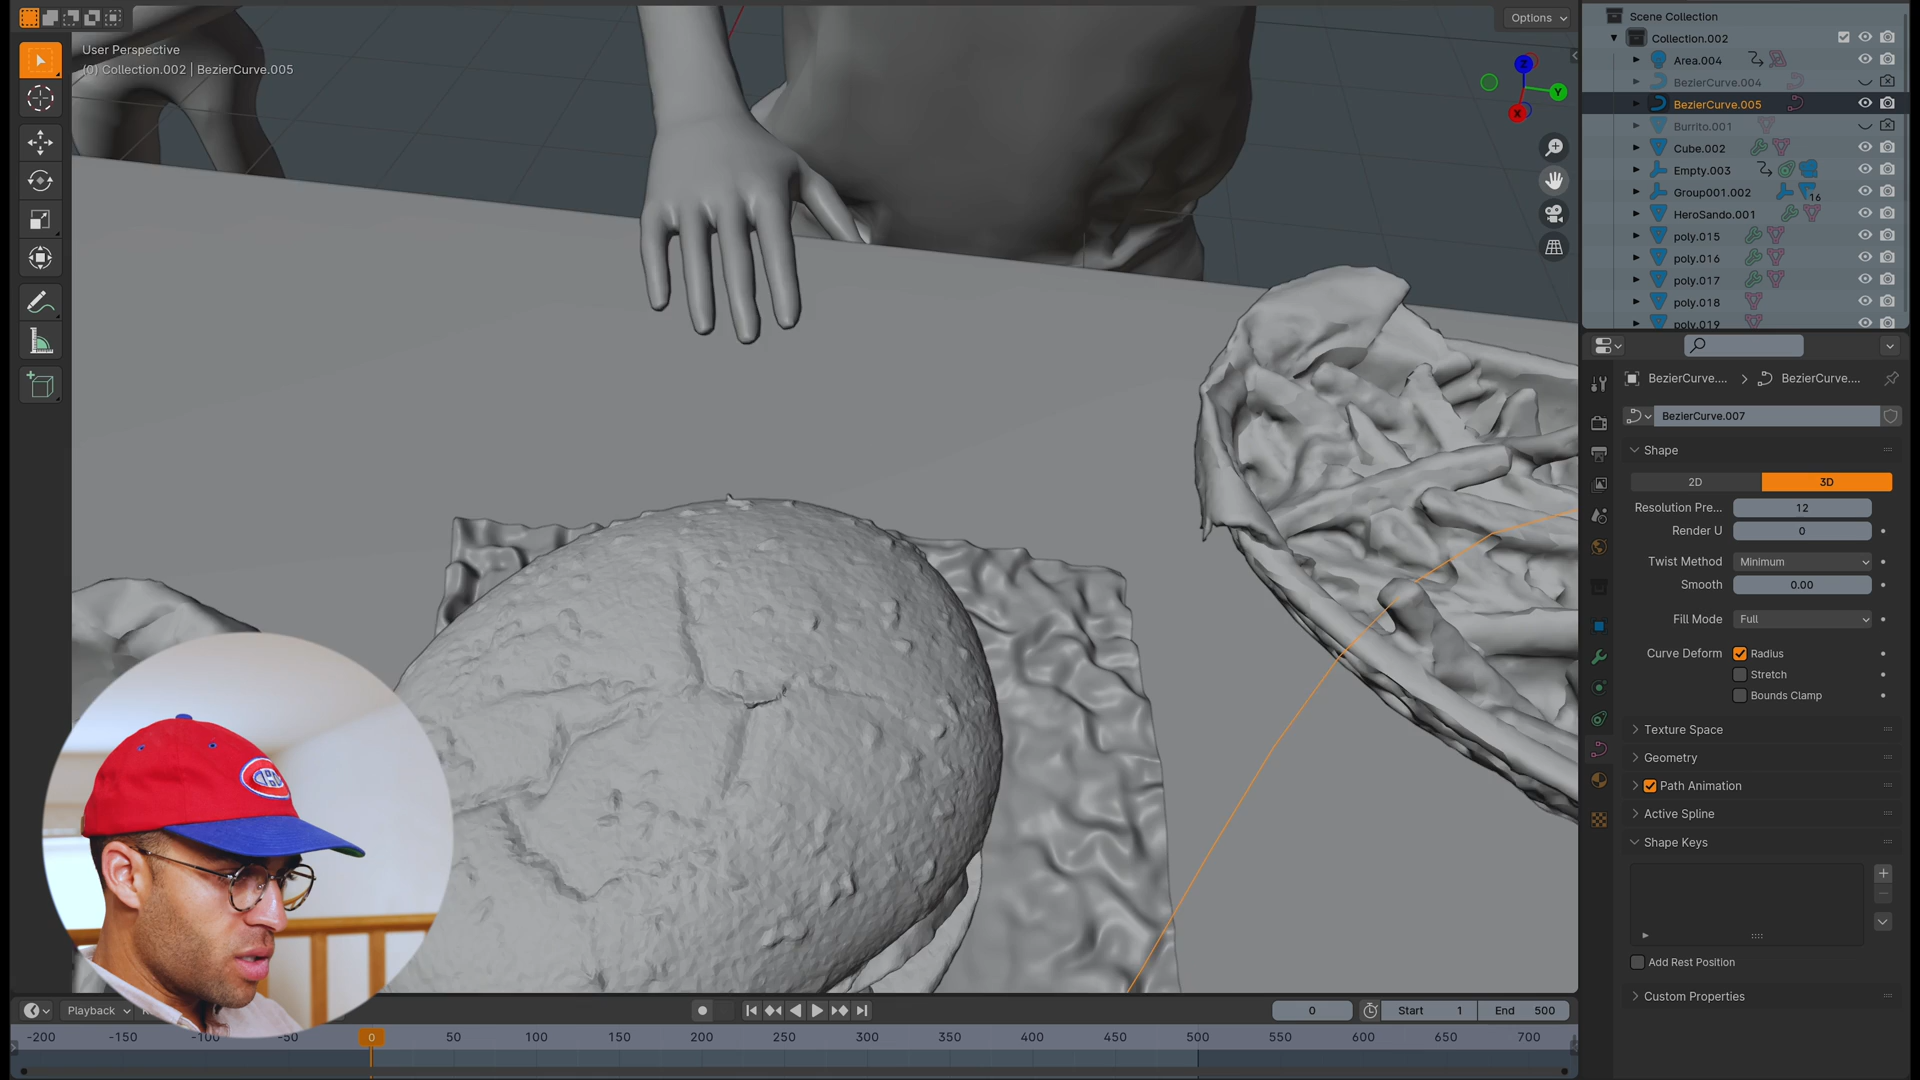 Options
User Perspective
(0) Collection.002 | BezierCurve.005
Z
Y
X
Scene Collection
Collection.002
Area.004
BezierCurve.004
BezierCurve.005
Burrito.001
Cube.002
Empty.003
Group001.002
16
HeroSando.001
poly.015
poly.016
poly.017
poly.018
poly.019
BezierCurve.... > BezierCurve....
BezierCurve.007
Shape
2D 3D
Resolution Pre... 12
Render U 0
Twist Method Minimum
Smooth 0.00
Fill Mode Full
Curve Deform Radius
Stretch
Bounds Clamp
Texture Space
Geometry
Path Animation
Active Spline
Shape Keys
Add Rest Position
Custom Properties
Playback
0 Start 1 End 500
-200 -150 -100 -50 0 50 100 150 200 250 300 350 400 450 500 550 600 650 700